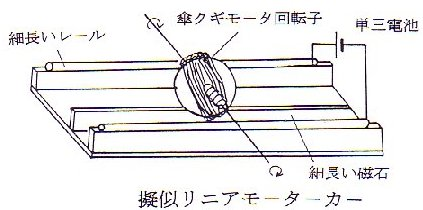 傘クギモータ回転子
細長いレール
単三電池
細長い磁石
擬似リニアモーターカー